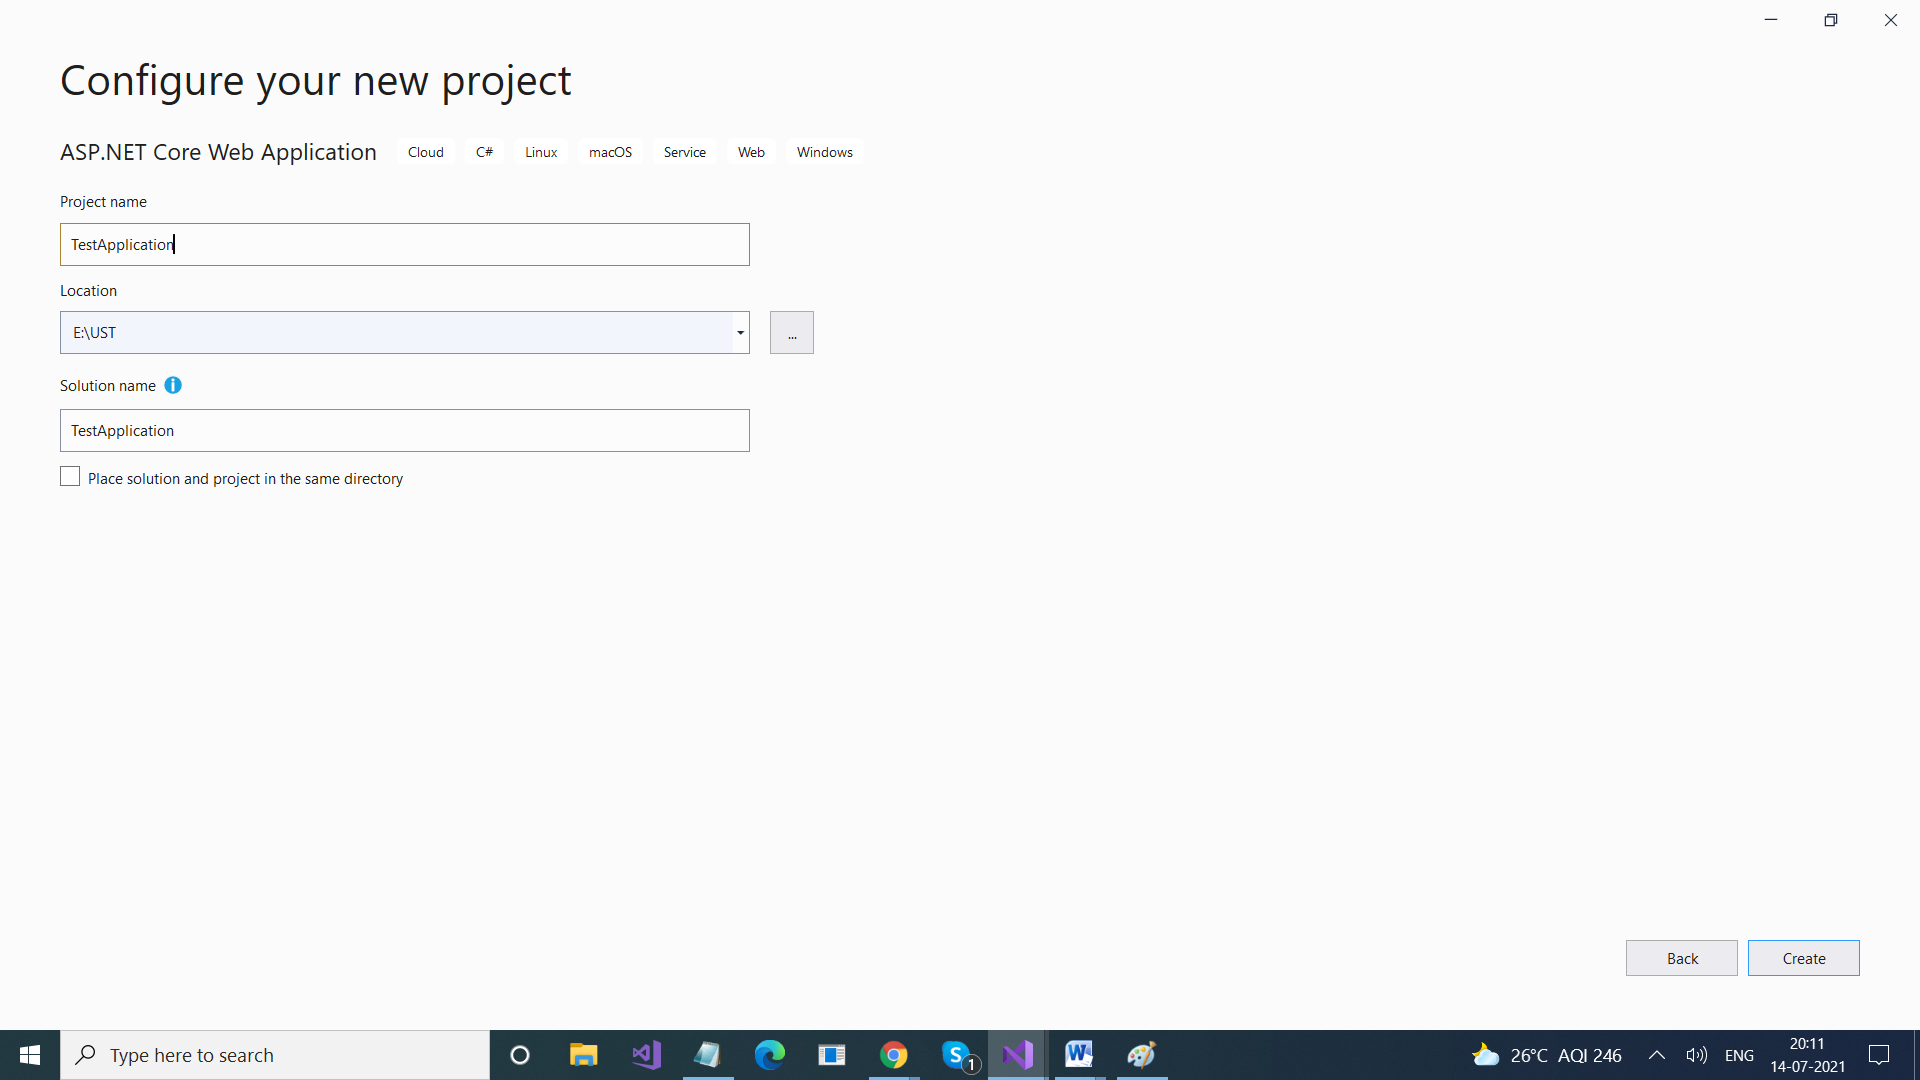 Configure your new project
ASP.NET Core Web Application Cloud C# Linux macOS Service Web Windows
Project name
TestApplication
Location
E:\UST
...
Solution name
TestApplication
Place solution and project in the same directory
Back Create
Type here to search
S 1
W
26°C AQI 246
ENG
20:11
14-07-2021